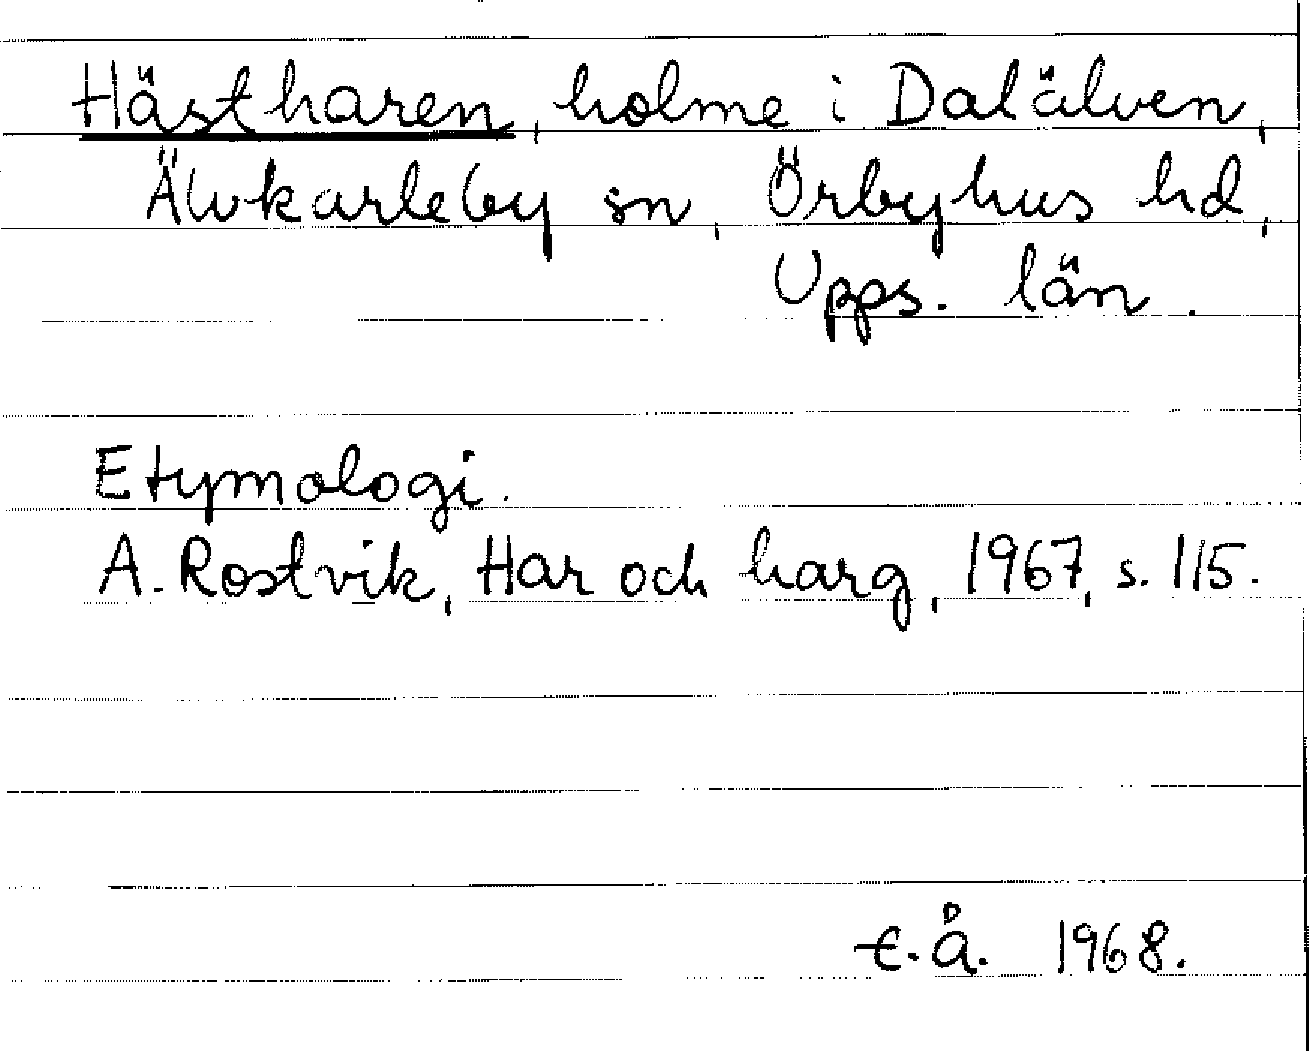 Hästharen, holme i Dalälven,
Älvkarleby sn, Örbyhus hd,
Upps. län.
Etymologi.
A. Rostvik, Har och harg, 1967, s. 115.
t.å. 1968.